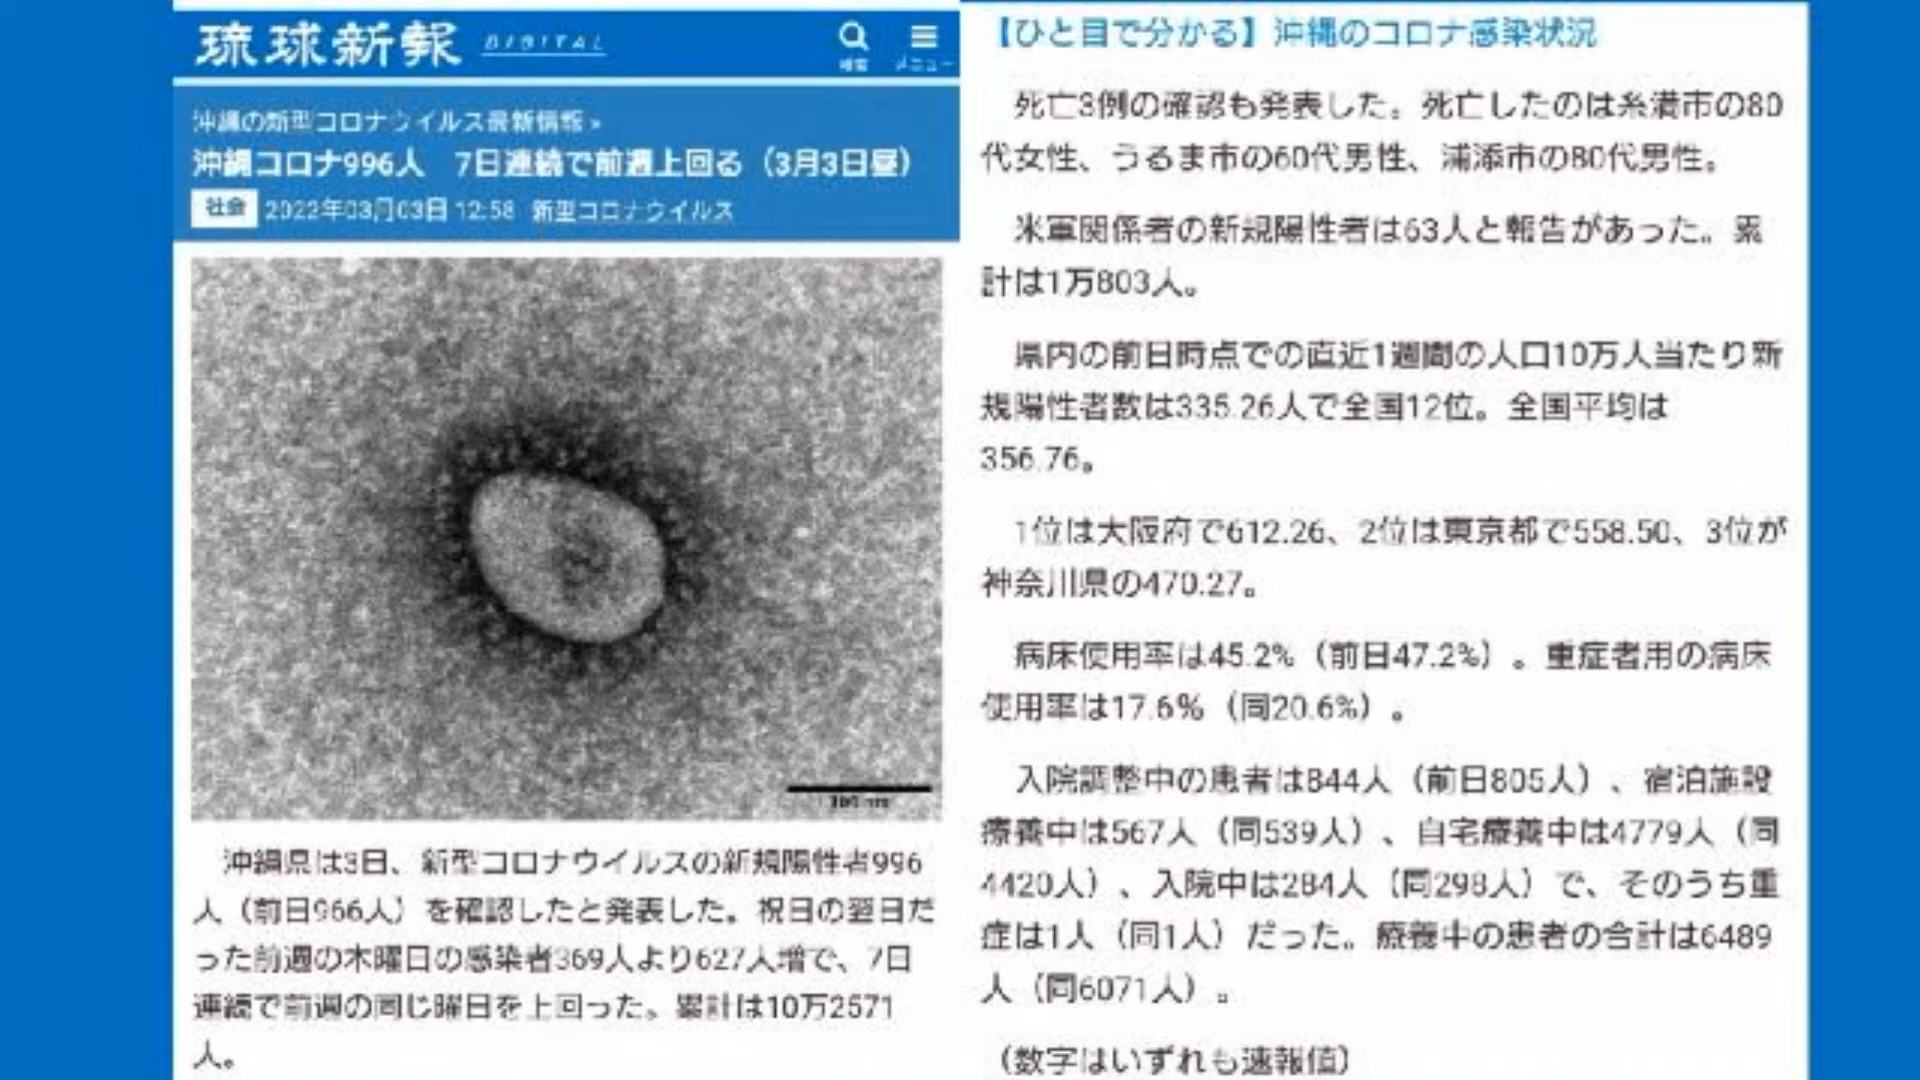 琉球新報 DIGITAL
検索 メニュー
沖縄の新型コロナウイルス最新情報 »
沖縄コロナ996人 7日連続で前週上回る（3月3日昼）
社会 2022年03月03日 12:58 新型コロナウイルス
100 nm
沖縄県は3日、新型コロナウイルスの新規陽性者996
人（前日966人）を確認したと発表した。祝日の翌日だ
った前週の木曜日の感染者369人より627人増で、7日
連続で前週の同じ曜日を上回った。累計は10万2571
人。
【ひと目で分かる】沖縄のコロナ感染状況
死亡3例の確認も発表した。死亡したのは糸満市の80
代女性、うるま市の60代男性、浦添市の80代男性。
米軍関係者の新規陽性者は63人と報告があった。累
計は1万803人。
県内の前日時点での直近1週間の人口10万人当たり新
規陽性者数は335.26人で全国12位。全国平均は
356.76。
1位は大阪府で612.26、2位は東京都で558.50、3位が
神奈川県の470.27。
病床使用率は45.2%（前日47.2%）。重症者用の病床
使用率は17.6%（同20.6%）。
入院調整中の患者は844人（前日805人）、宿泊施設
療養中は567人（同539人）、自宅療養中は4779人（同
4420人）、入院中は284人（同298人）で、そのうち重
症は1人（同1人）だった。療養中の患者の合計は6489
人（同6071人）。
（数字はいずれも速報値）